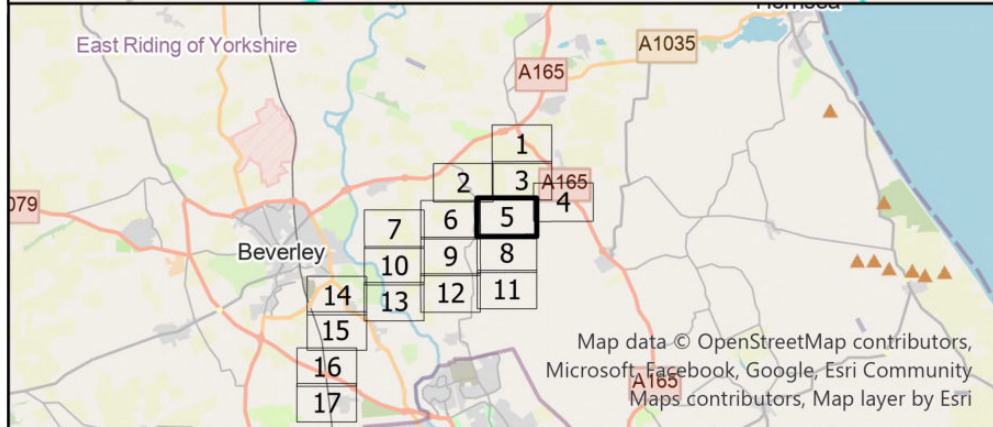 Hornsea
East Riding of Yorkshire
A1035
A165
1
2
3
A165
4
079
5
6
7
Beverley
8
9
10
11
12
13
14
15
16
17
Map data © OpenStreetMap contributors,
Microsoft, Facebook, Google, Esri Community
Maps contributors, Map layer by Esri
A165